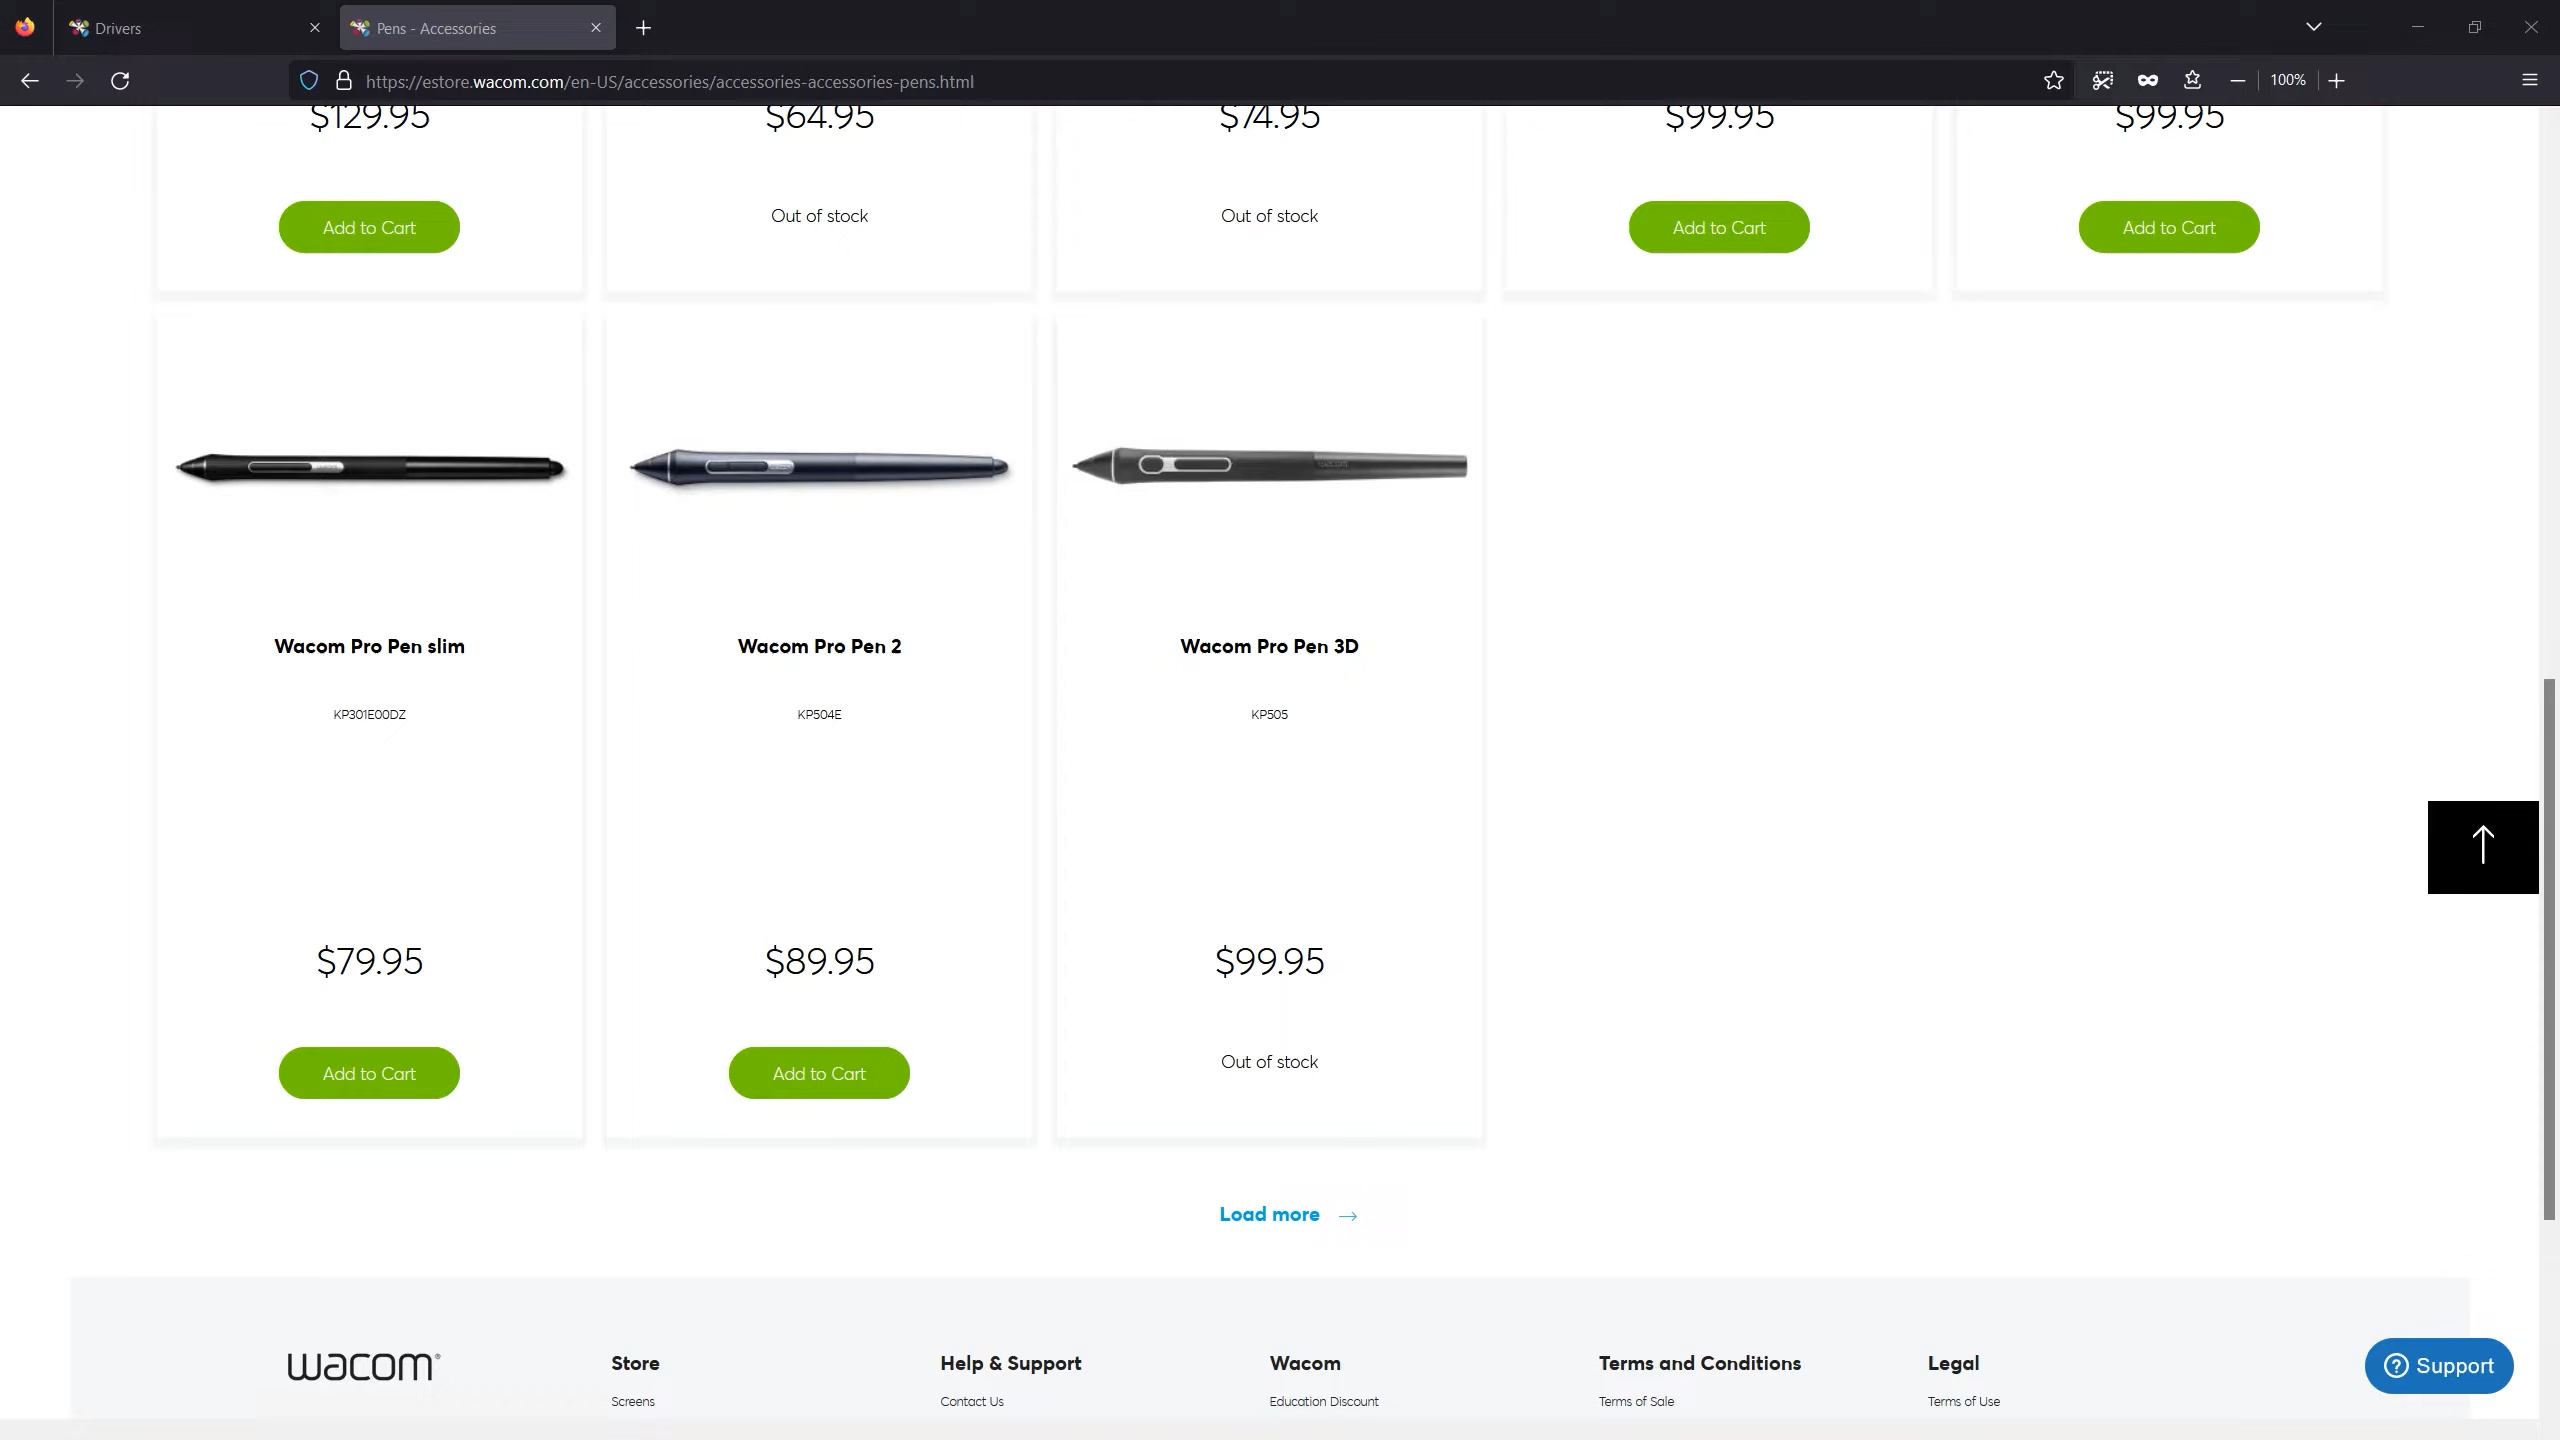 Drivers
Pens - Accessories
https://estore.wacom.com/en-US/accessories/accessories-accessories-pens.html
100%
$129.95
$64.95
$74.95
$99.95
$99.95
Add to Cart
Out of stock
Out of stock
Add to Cart
Add to Cart
Wacom Pro Pen slim
Wacom Pro Pen 2
Wacom Pro Pen 3D
KP301E00DZ
KP504E
KP505
$79.95
$89.95
$99.95
Add to Cart
Add to Cart
Out of stock
Load more
wacom®
Store
Help & Support
Wacom
Terms and Conditions
Legal
Screens
Contact Us
Education Discount
Terms of Sale
Terms of Use
Support